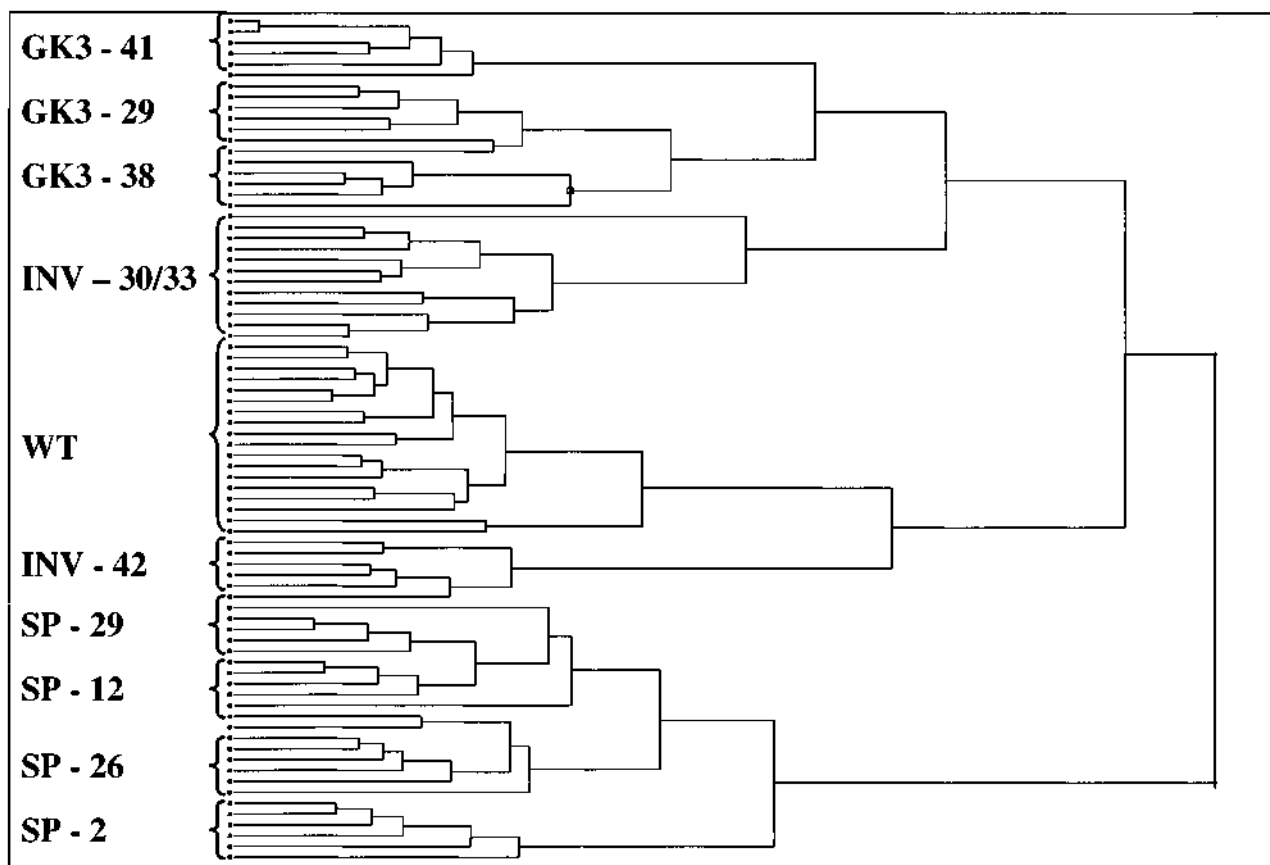 GK3 - 41
GK3 - 29
GK3 - 38
INV – 30/33
WT
INV - 42
SP - 29
SP - 12
SP - 26
SP - 2